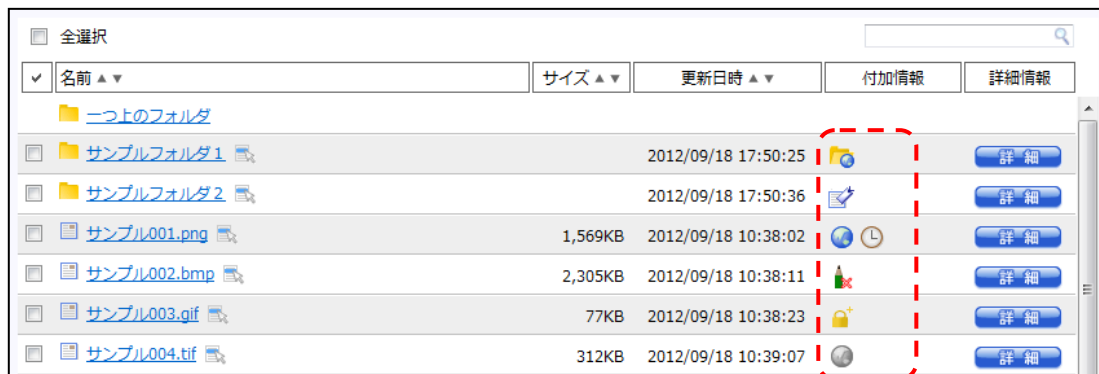 全選択
名前 ▲ ▼ サイズ ▲ ▼ 更新日時 ▲ ▼ 付加情報 詳細情報
一つ上のフォルダ
サンプルフォルダ１ 2012/09/18 17:50:25 詳 細
サンプルフォルダ２ 2012/09/18 17:50:36 詳 細
サンプル001.png 1,569KB 2012/09/18 10:38:02 詳 細
サンプル002.bmp 2,305KB 2012/09/18 10:38:11 詳 細
サンプル003.gif 77KB 2012/09/18 10:38:23 詳 細
サンプル004.tif 312KB 2012/09/18 10:39:07 詳 細